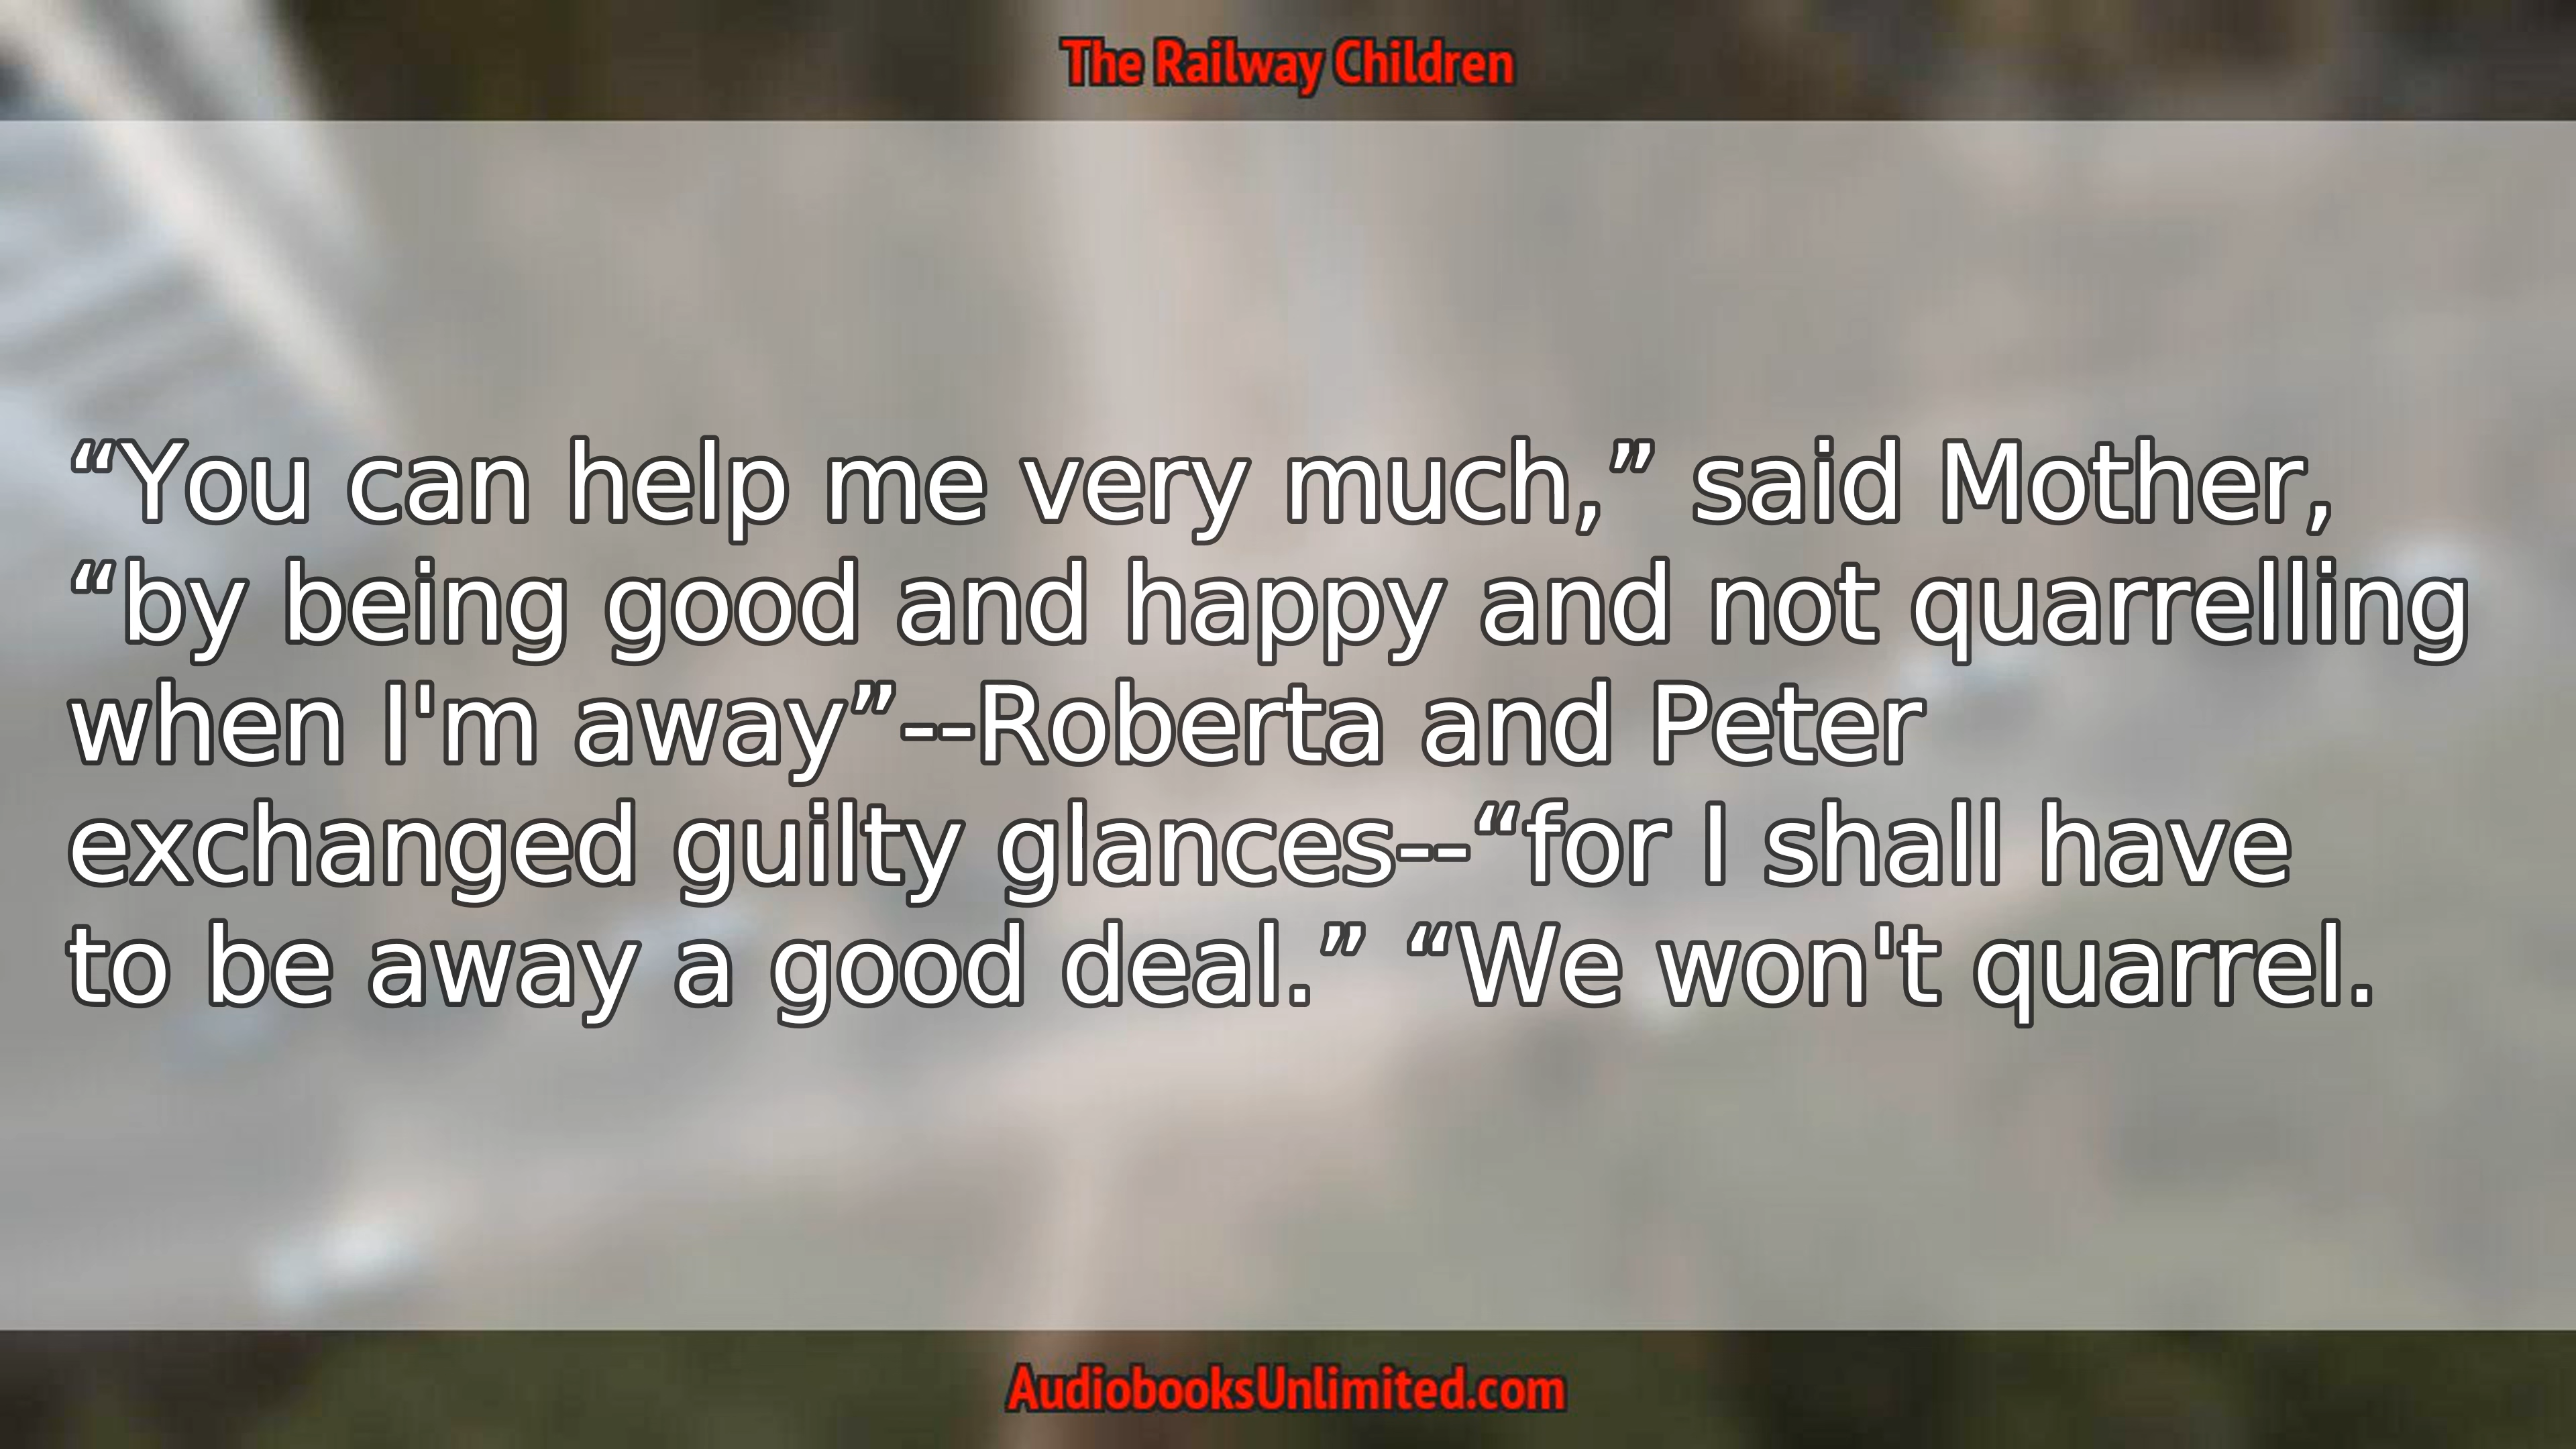 The Railway Children
“You can help me very much,” said Mother,
“by being good and happy and not quarrelling
when I'm away”--Roberta and Peter
exchanged guilty glances--“for I shall have
to be away a good deal.” “We won't quarrel.
AudiobooksUnlimited.com